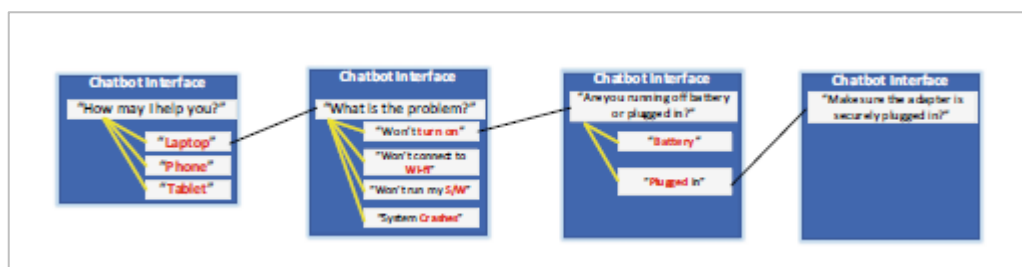 Chatbot Interface
"How may I help you?"
"Laptop"
"Phone"
"Tablet"
Chatbot Interface
"What is the problem?"
"Won't turn on"
"Won't connect to
Wi-fi"
"Won't run my S/W"
"System Crashes"
Chatbot Interface
"Are you running off battery
or plugged in?"
"Battery"
"Plugged in"
Chatbot Interface
"Make sure the adapter is
securely plugged in?"